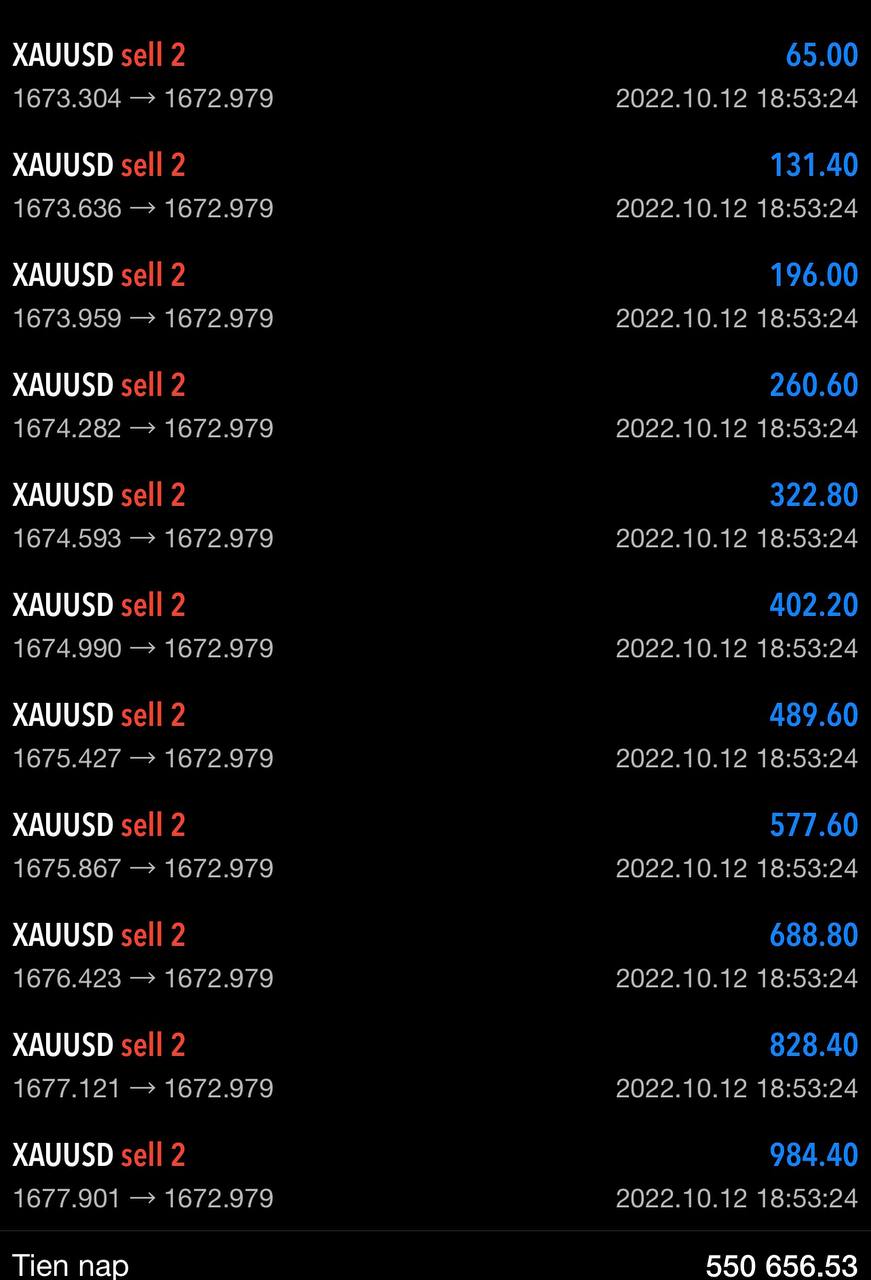 XAUUSD sell 2 65.00
1673.304 → 1672.979 2022.10.12 18:53:24
XAUUSD sell 2 131.40
1673.636 → 1672.979 2022.10.12 18:53:24
XAUUSD sell 2 196.00
1673.959 → 1672.979 2022.10.12 18:53:24
XAUUSD sell 2 260.60
1674.282 → 1672.979 2022.10.12 18:53:24
XAUUSD sell 2 322.80
1674.593 → 1672.979 2022.10.12 18:53:24
XAUUSD sell 2 402.20
1674.990 → 1672.979 2022.10.12 18:53:24
XAUUSD sell 2 489.60
1675.427 → 1672.979 2022.10.12 18:53:24
XAUUSD sell 2 577.60
1675.867 → 1672.979 2022.10.12 18:53:24
XAUUSD sell 2 688.80
1676.423 → 1672.979 2022.10.12 18:53:24
XAUUSD sell 2 828.40
1677.121 → 1672.979 2022.10.12 18:53:24
XAUUSD sell 2 984.40
1677.901 → 1672.979 2022.10.12 18:53:24
Tien nap 550 656.53